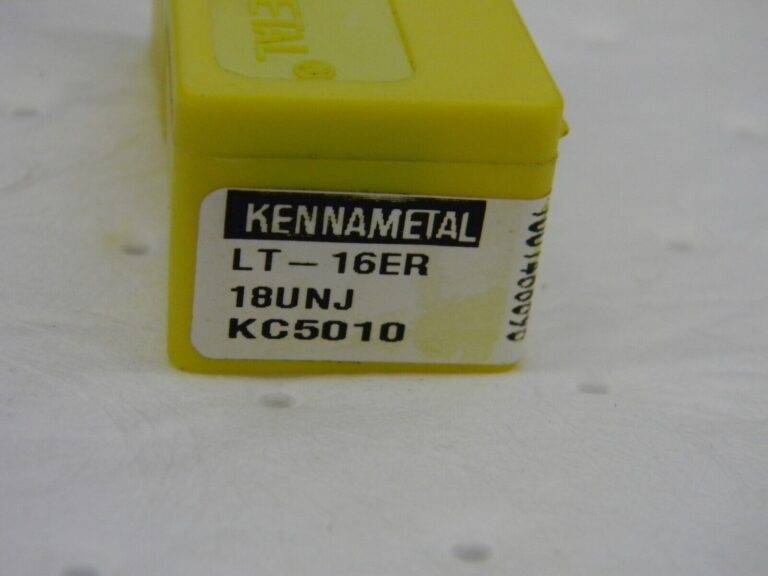 KENNAMETAL
LT-16ER
18UNJ
KC5010